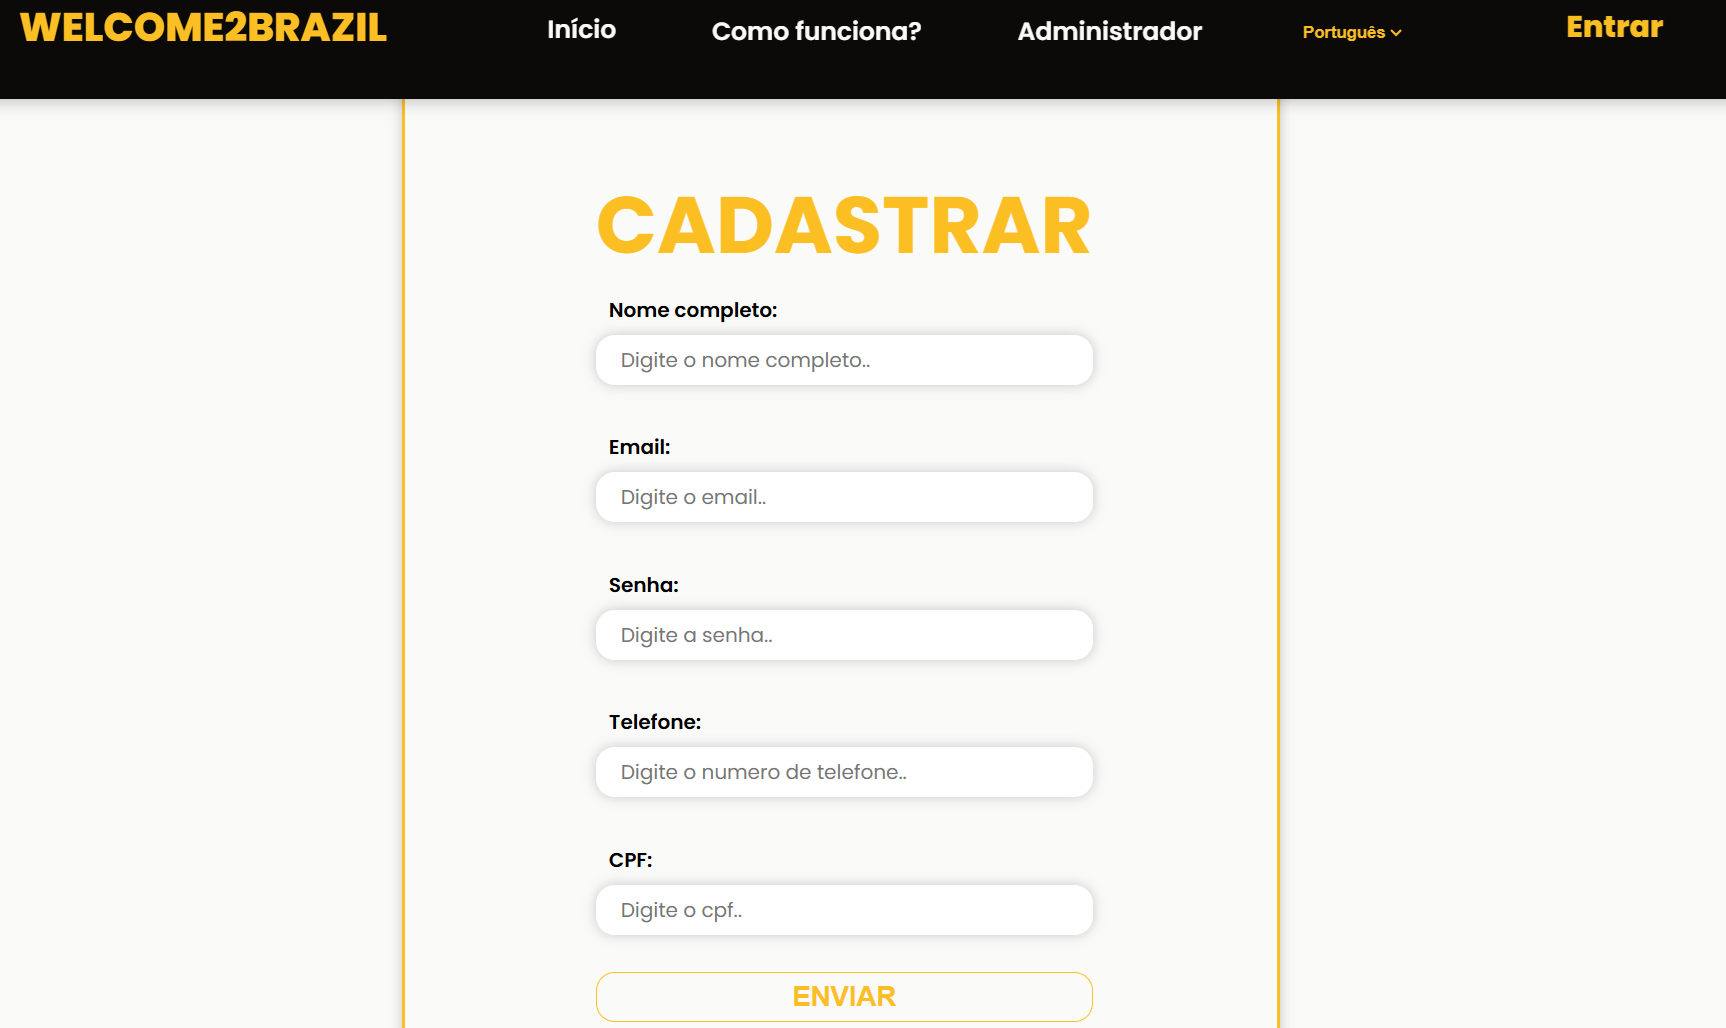 WELCOME2BRAZIL
Início
Como funciona?
Administrador
Português
Entrar
CADASTRAR
Nome completo:
Digite o nome completo..
Email:
Digite o email..
Senha:
Digite a senha..
Telefone:
Digite o numero de telefone..
CPF:
Digite o cpf..
ENVIAR